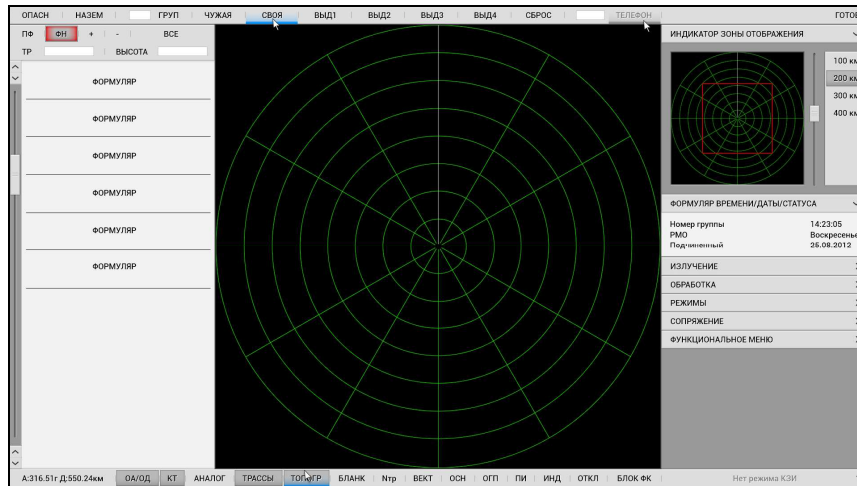 ОПАСН НАЗЕМ ГРУП ЧУЖАЯ СВОЯ ВЫД1 ВЫД2 ВЫД3 ВЫД4 СБРОС ТЕЛЕФОН ГОТОВ
ПФ ФН + - ВСЕ
ТР ВЫСОТА
ФОРМУЛЯР
ФОРМУЛЯР
ФОРМУЛЯР
ФОРМУЛЯР
ФОРМУЛЯР
ФОРМУЛЯР
ИНДИКАТОР ЗОНЫ ОТОБРАЖЕНИЯ
100 км
200 км
300 км
400 км
ФОРМУЛЯР ВРЕМЕНИ/ДАТЫ/СТАТУСА
Номер группы 14:23:05
РМО Воскресенье
Подчиненный 26.08.2012
ИЗЛУЧЕНИЕ
ОБРАБОТКА
РЕЖИМЫ
СОПРЯЖЕНИЕ
ФУНКЦИОНАЛЬНОЕ МЕНЮ
А:316.51г Д:550.24км ОА/ОД КТ АНАЛОГ ТРАССЫ ТОПОГР БЛАНК Nтр ВЕКТ ОСН ОГП ПИ ИНД ОТКЛ БЛОК ФК Нет режима КЗИ